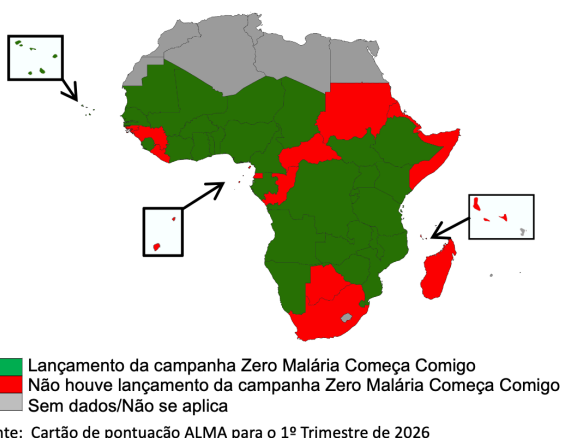 Lançamento da campanha Zero Malária Começa Comigo
Não houve lançamento da campanha Zero Malária Começa Comigo
Sem dados/Não se aplica
nte: Cartão de pontuação ALMA para o 1º Trimestre de 2026